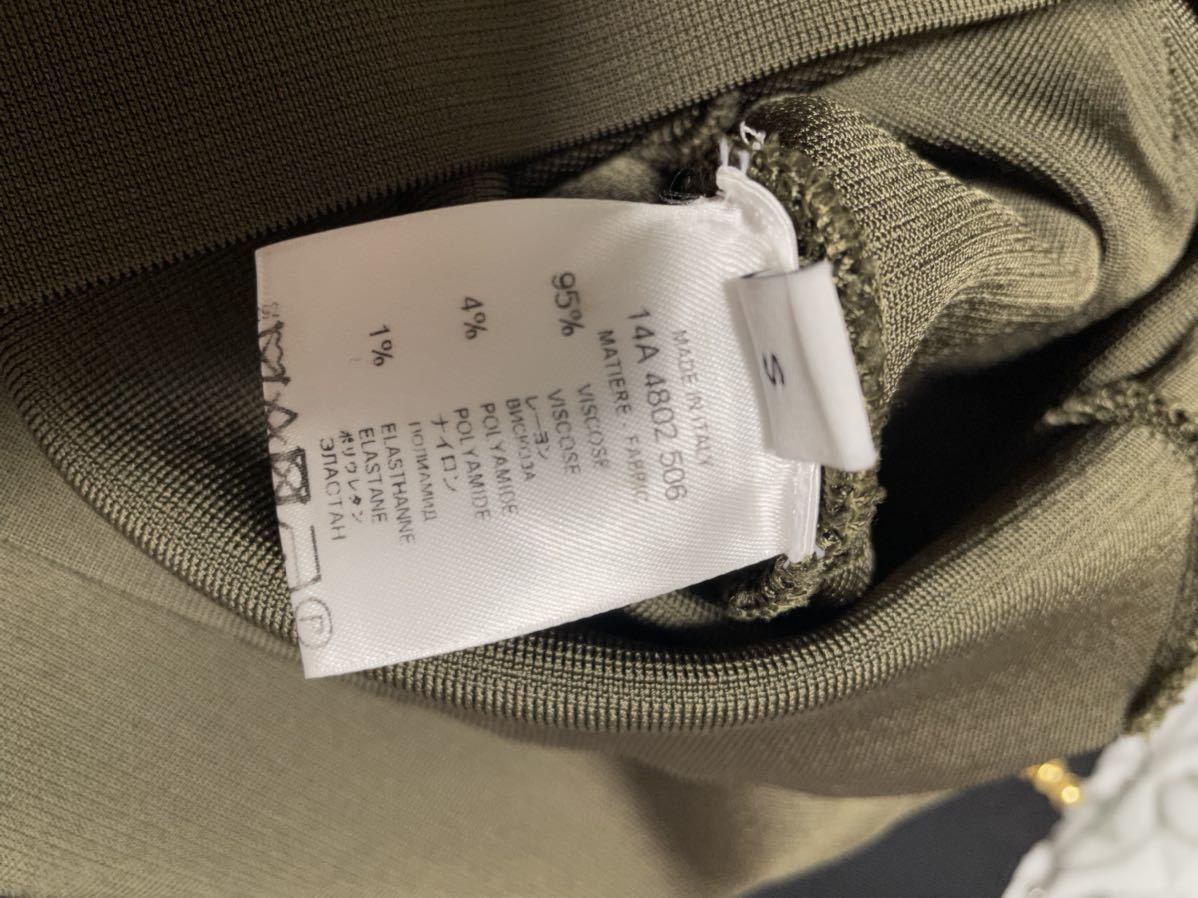 S
MADE IN ITALY
14A 4802 506
MATIERE - FABRIC
95% VISCOSE
VISCOSE
レーヨン
ВИСКОЗА
4% POLYAMIDE
POLYAMIDE
ナイロン
ПОЛИАМИД
1% ELASTHANNE
ELASTANE
ポリウレタン
ЭЛАСТАН
P